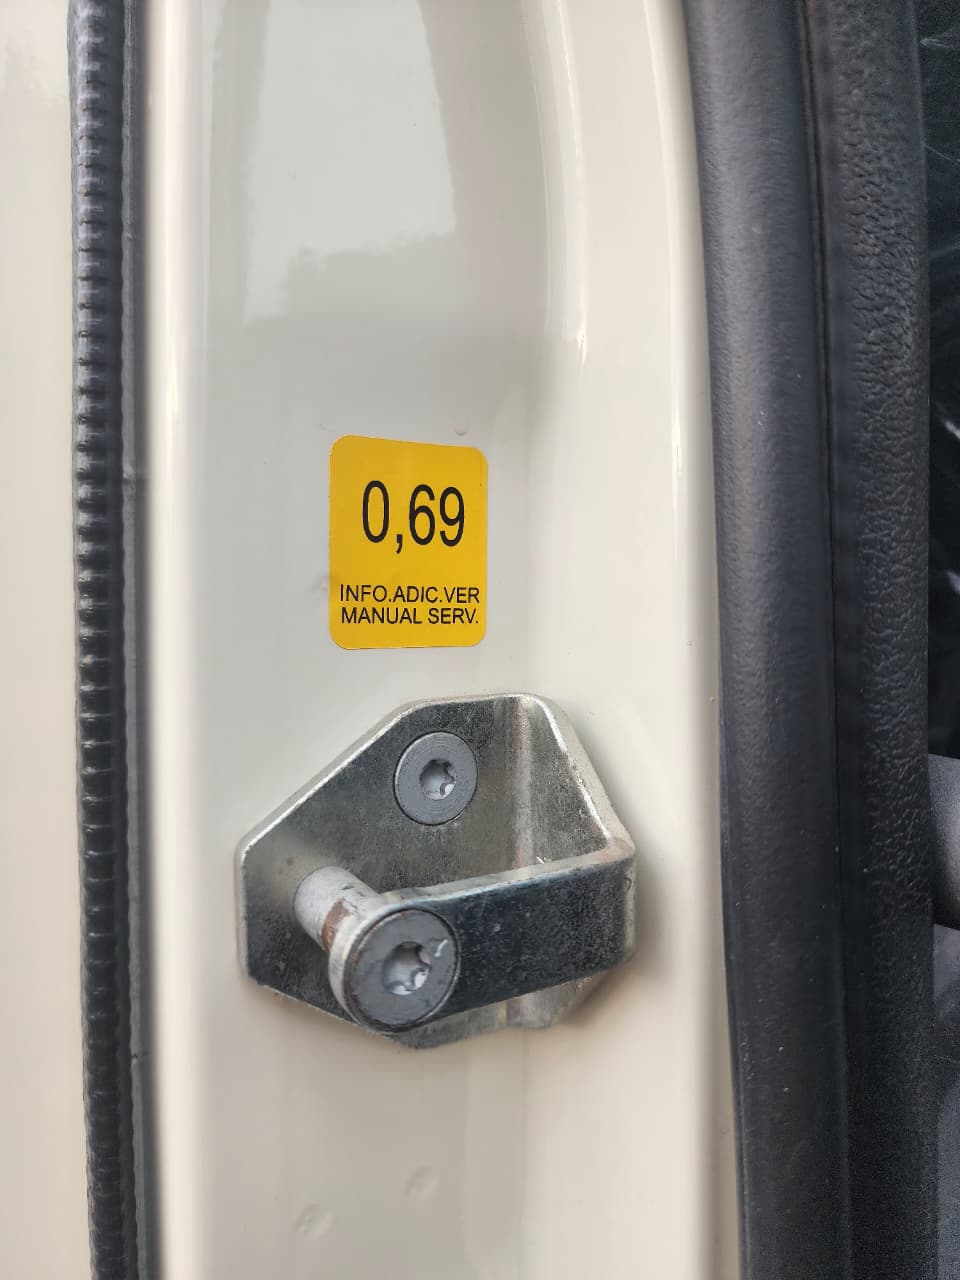 0,69
INFO.ADIC.VER
MANUAL SERV.